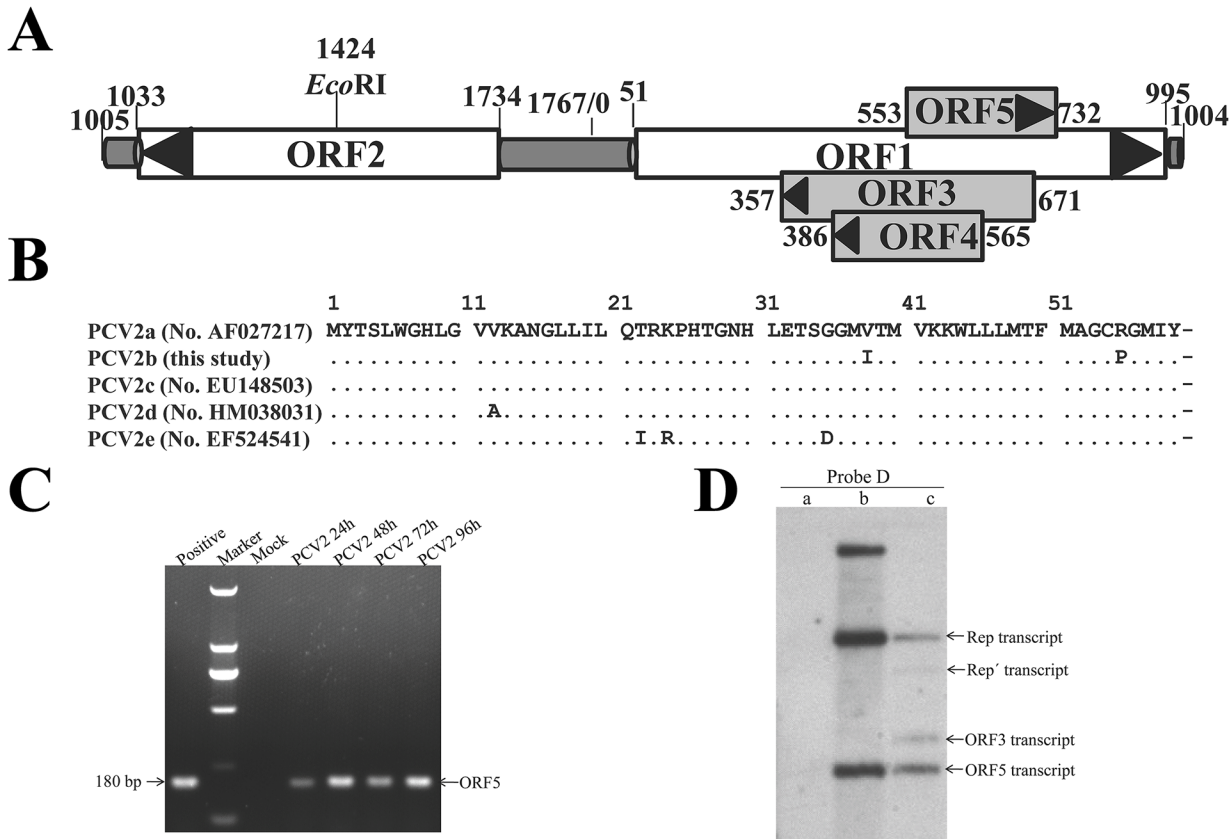 A
1424
EcoRI
1005
1033
1734
1767/0
51
553
ORF5
732
995
1004
ORF2
ORF1
357
ORF3
671
386
ORF4
565
B
1 11 21 31 41 51
PCV2a (No. AF027217) MYTSLWGHLG VVKANGLLIL QTRKPHTGNH LETSGGMVTM VKKWLLLMTF MAGCRGMIY-
PCV2b (this study) .......... .......... .......... .......I.. .......... ....P....-
PCV2c (No. EU148503) .......... .......... .......... .......... .......... .........-
PCV2d (No. HM038031) .......... .A........ .......... .......... .......... .........-
PCV2e (No. EF524541) .......... .......... .I.R...... ....D..... .......... .........-
C
Positive
Marker
Mock
PCV2 24h
PCV2 48h
PCV2 72h
PCV2 96h
180 bp
ORF5
D
Probe D
a b c
Rep transcript
Rep´ transcript
ORF3 transcript
ORF5 transcript